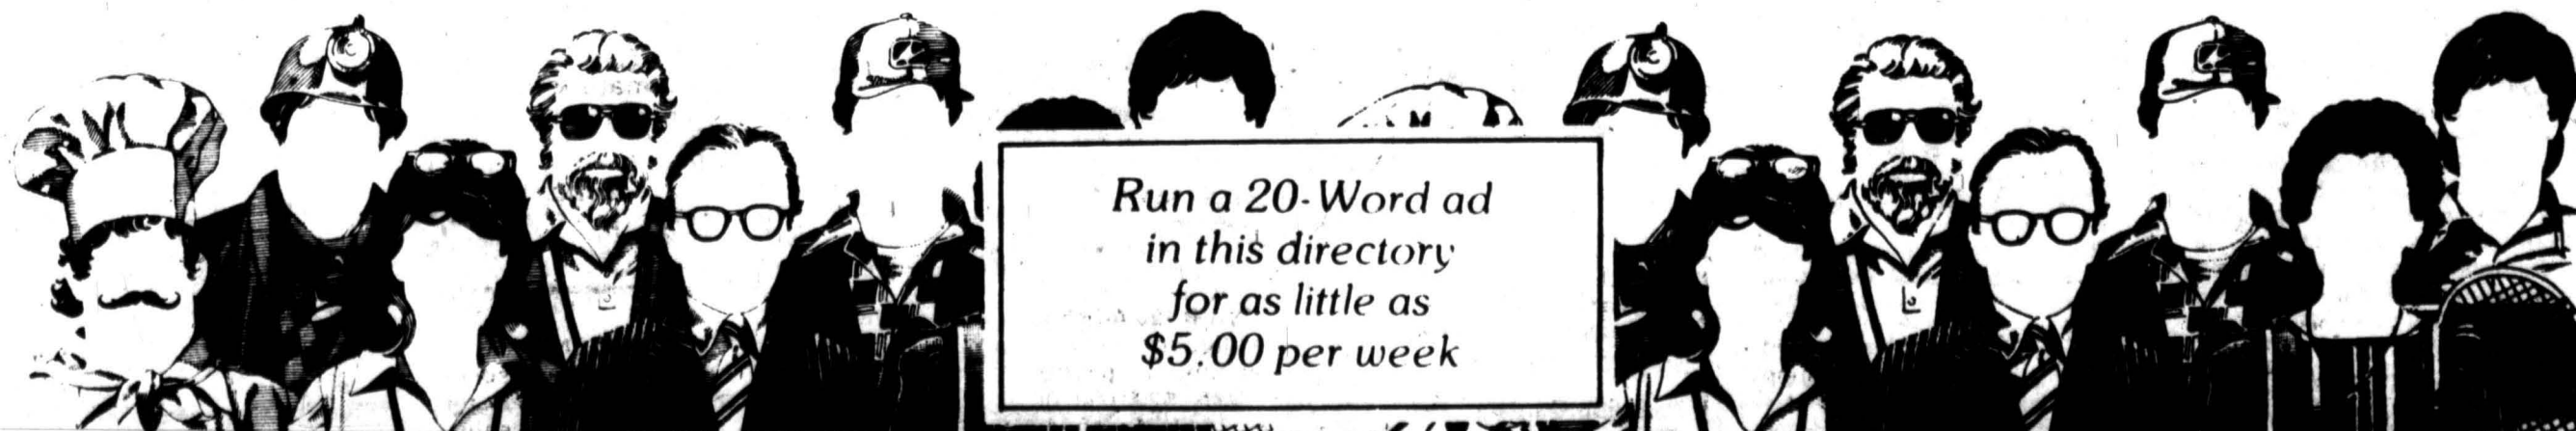 Run a 20-Word ad
in this directory
for as little as
$5.00 per week